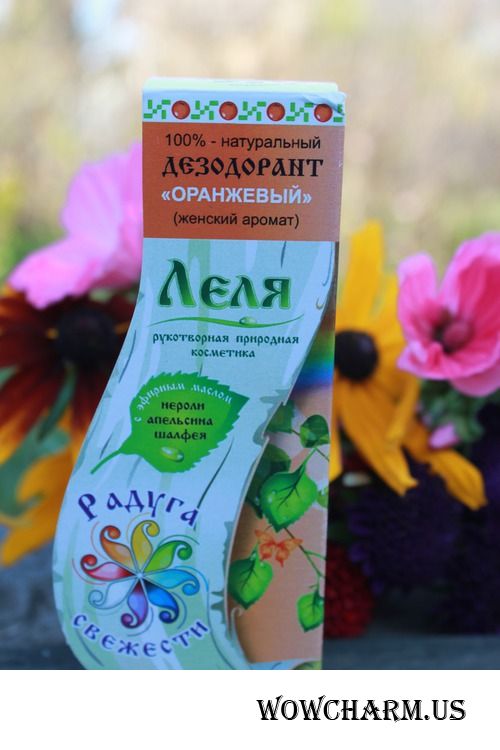 100% - натуральный
ДЕЗОДОРАНТ
«ОРАНЖЕВЫЙ»
(женский аромат)
Леля
рукотворная природная
косметика
с эфирным маслом
нероли
апельсина
шалфея
Радуга
свежести
WOWCHARM.US